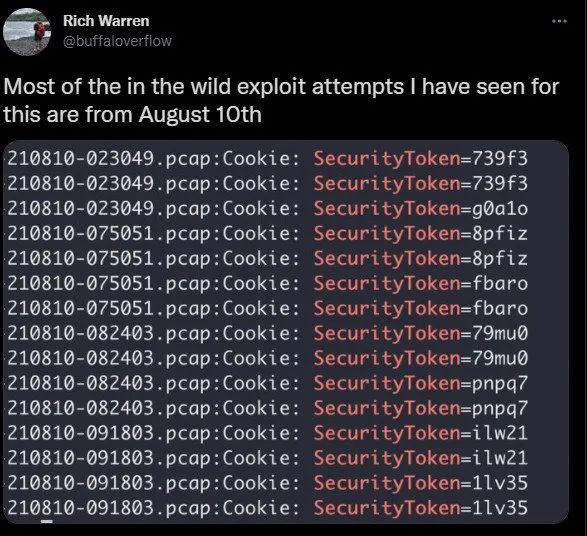 Rich Warren
@buffaloverflow
Most of the in the wild exploit attempts I have seen for
this are from August 10th
210810-023049.pcap:Cookie: SecurityToken=739f3
210810-023049.pcap:Cookie: SecurityToken=739f3
210810-023049.pcap:Cookie: SecurityToken=g0a1o
210810-075051.pcap:Cookie: SecurityToken=8pfiz
210810-075051.pcap:Cookie: SecurityToken=8pfiz
210810-075051.pcap:Cookie: SecurityToken=fbaro
210810-075051.pcap:Cookie: SecurityToken=fbaro
210810-082403.pcap:Cookie: SecurityToken=79mu0
210810-082403.pcap:Cookie: SecurityToken=79mu0
210810-082403.pcap:Cookie: SecurityToken=pnpq7
210810-082403.pcap:Cookie: SecurityToken=pnpq7
210810-091803.pcap:Cookie: SecurityToken=ilw21
210810-091803.pcap:Cookie: SecurityToken=ilw21
210810-091803.pcap:Cookie: SecurityToken=1lv35
210810-091803.pcap:Cookie: SecurityToken=1lv35